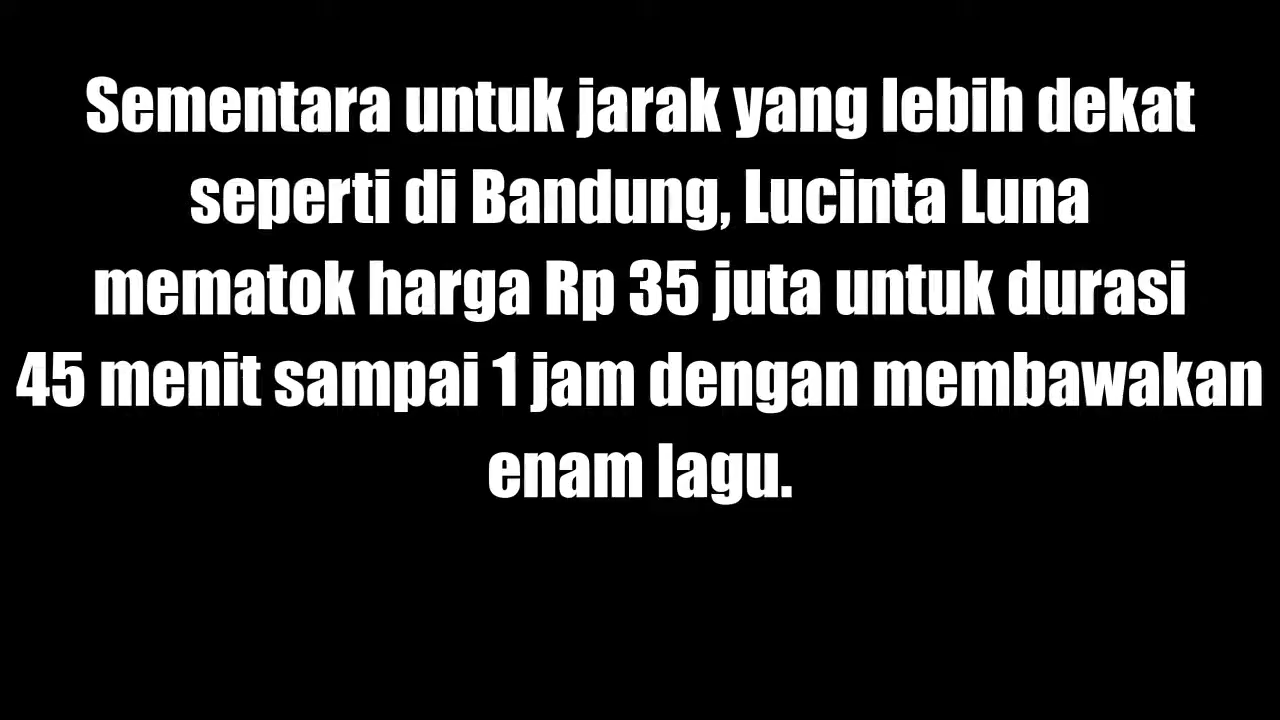 Sementara untuk jarak yang lebih dekat
seperti di Bandung, Lucinta Luna
mematok harga Rp 35 juta untuk durasi
45 menit sampai 1 jam dengan membawakan
enam lagu.